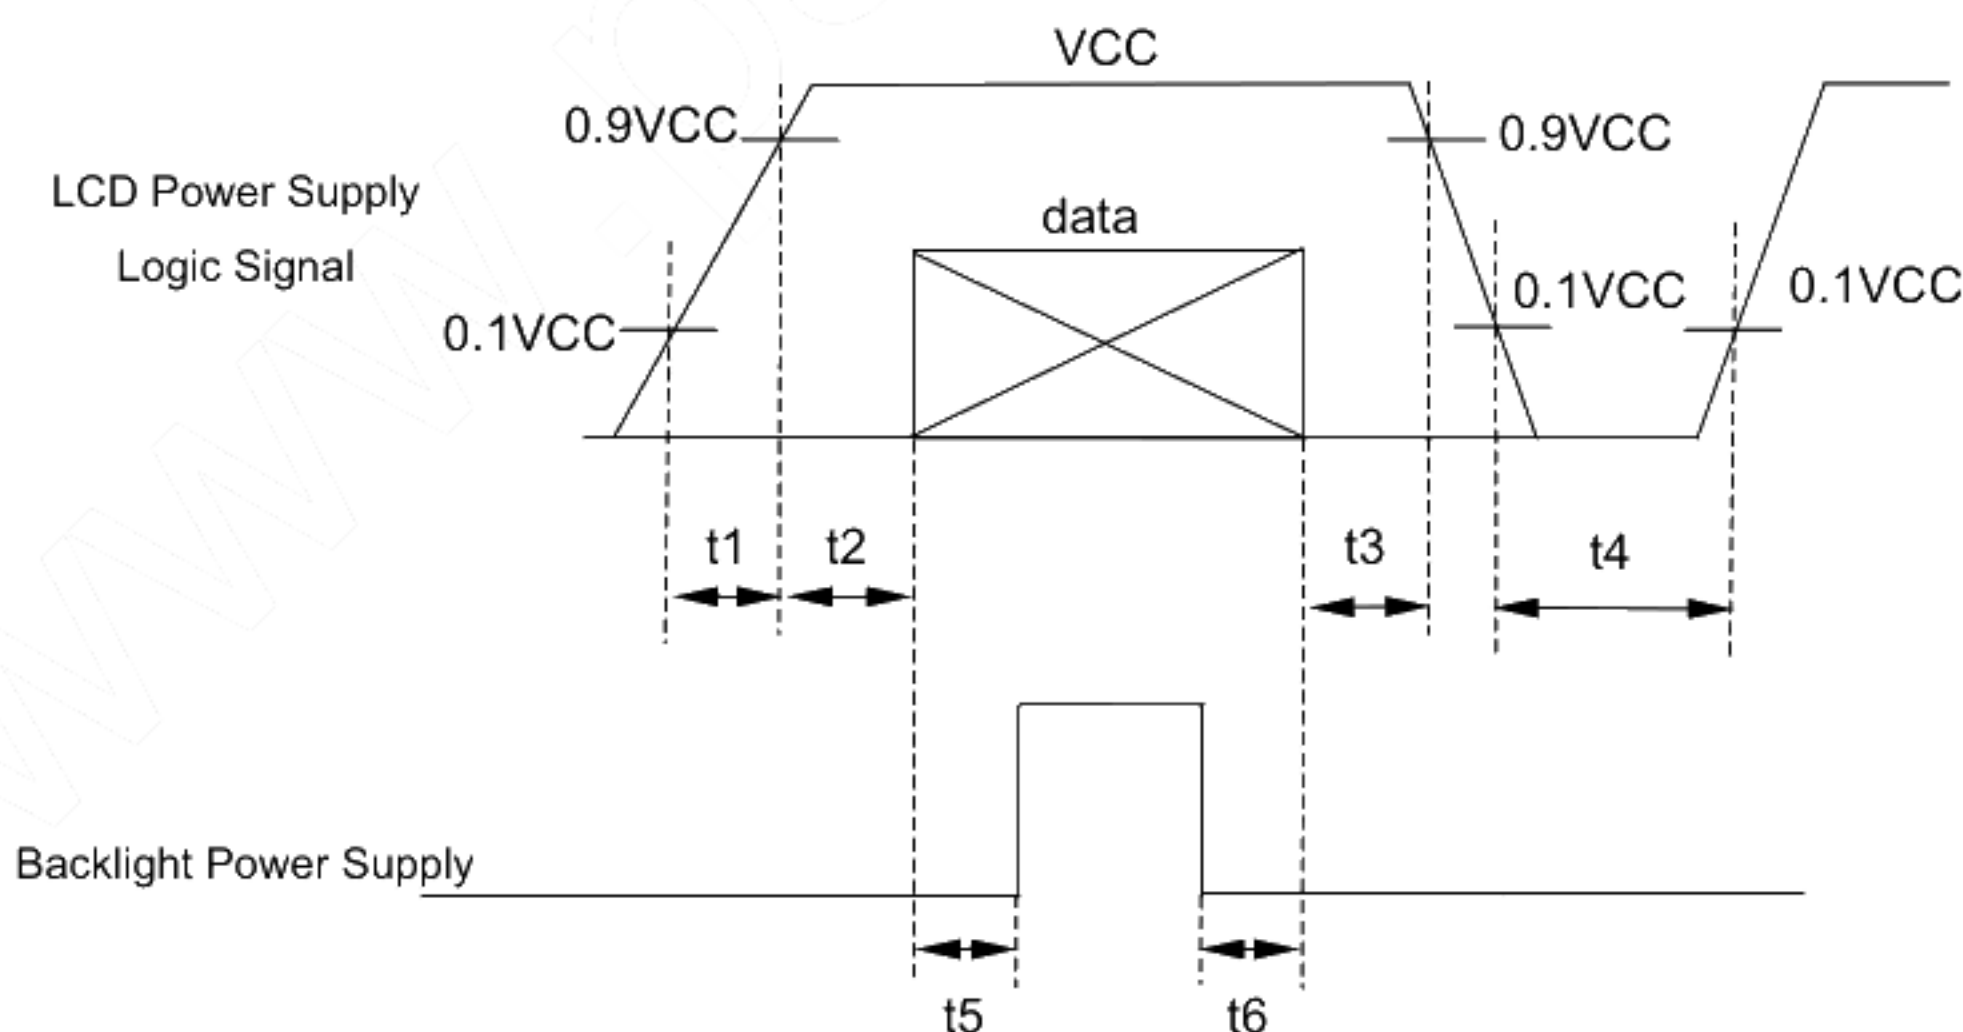 VCC
0.9VCC
0.9VCC
LCD Power Supply
data
Logic Signal
0.1VCC
0.1VCC
0.1VCC
t1
t2
t3
t4
Backlight Power Supply
t5
t6